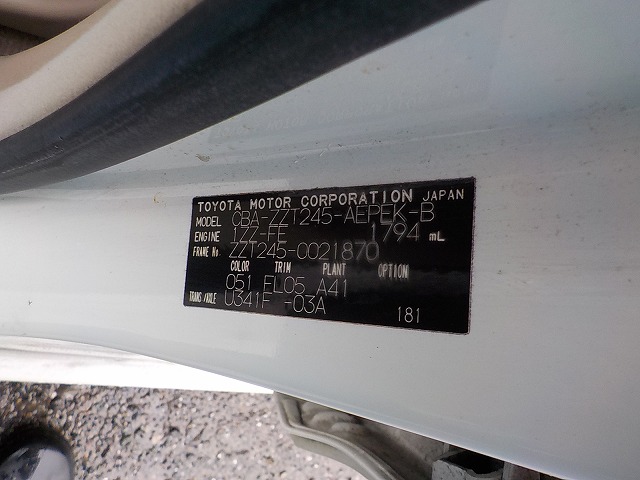 TOYOTA MOTOR CORPORATION JAPAN
MODEL CBA-ZZT245-AEPEK-B
ENGINE 1ZZ-FE 1794 mL
FRAME No. ZZT245-0021870
COLOR TRIM PLANT OPTION
051 FL05 A41
TRANS/AXLE U341F -03A
181